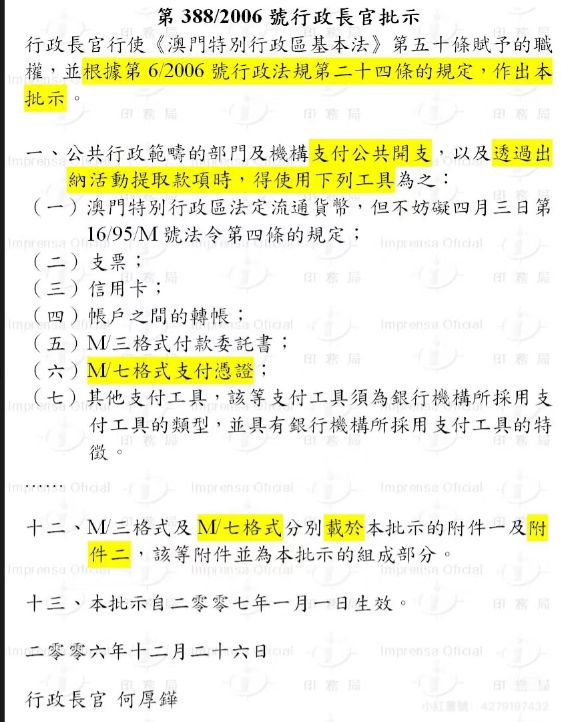 第 388/2006 號行政長官批示
行政長官行使《澳門特別行政區基本法》第五十條賦予的職
權，並根據第 6/2006 號行政法規第二十四條的規定，作出本
批示。
一、公共行政範疇的部門及機構支付公共開支，以及透過出
納活動提取款項時，得使用下列工具為之：
（一）澳門特別行政區法定流通貨幣，但不妨礙四月三日第
16/95/M 號法令第四條的規定；
（二）支票；
（三）信用卡；
（四）帳戶之間的轉帳；
（五）M/三格式付款委託書；
（六）M/七格式支付憑證；
（七）其他支付工具，該等支付工具須為銀行機構所採用支
付工具的類型，並具有銀行機構所採用支付工具的特
徵。
……
十二、M/三格式及 M/七格式分別載於本批示的附件一及附
件二，該等附件並為本批示的組成部分。
十三、本批示自二零零七年一月一日生效。
二零零六年十二月二十六日
行政長官 何厚鏵
小紅書號：4279197432
Imprensa Oficial
印務局